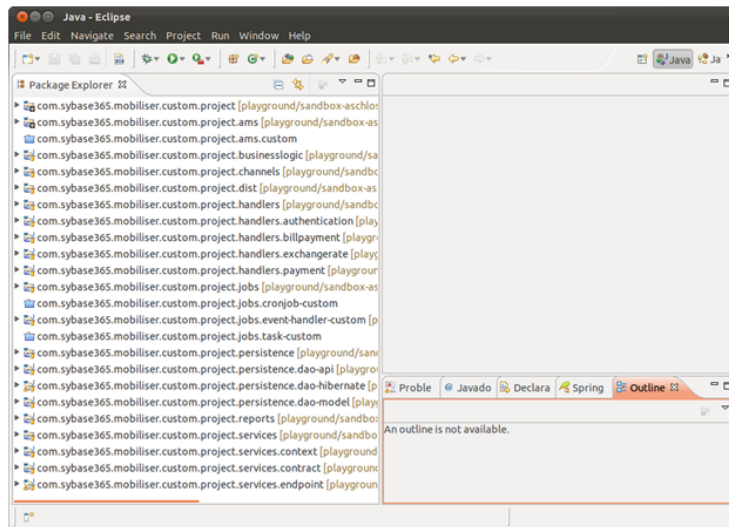 Java - Eclipse
File Edit Navigate Search Project Run Window Help
Java Ja
Package Explorer
com.sybase365.mobiliser.custom.project [playground/sandbox-aschlos
com.sybase365.mobiliser.custom.project.ams [playground/sandbox-as
com.sybase365.mobiliser.custom.project.ams.custom
com.sybase365.mobiliser.custom.project.businesslogic [playground/sa
com.sybase365.mobiliser.custom.project.channels [playground/sandbo
com.sybase365.mobiliser.custom.project.dist [playground/sandbox-as
com.sybase365.mobiliser.custom.project.handlers [playground/sandbo
com.sybase365.mobiliser.custom.project.handlers.authentication [play
com.sybase365.mobiliser.custom.project.handlers.billpayment [playgr
com.sybase365.mobiliser.custom.project.handlers.exchangerate [playg
com.sybase365.mobiliser.custom.project.handlers.payment [playgroun
com.sybase365.mobiliser.custom.project.jobs [playground/sandbox-as
com.sybase365.mobiliser.custom.project.jobs.cronjob-custom
com.sybase365.mobiliser.custom.project.jobs.event-handler-custom [p
com.sybase365.mobiliser.custom.project.jobs.task-custom
com.sybase365.mobiliser.custom.project.persistence [playground/san
com.sybase365.mobiliser.custom.project.persistence.dao-api [playgro
com.sybase365.mobiliser.custom.project.persistence.dao-hibernate [p
com.sybase365.mobiliser.custom.project.persistence.dao-model [play
com.sybase365.mobiliser.custom.project.reports [playground/sandbo
com.sybase365.mobiliser.custom.project.services [playground/sandbo
com.sybase365.mobiliser.custom.project.services.context [playground
com.sybase365.mobiliser.custom.project.services.contract [playground
com.sybase365.mobiliser.custom.project.services.endpoint [playgroun
Proble Javado Declara Spring Outline
An outline is not available.